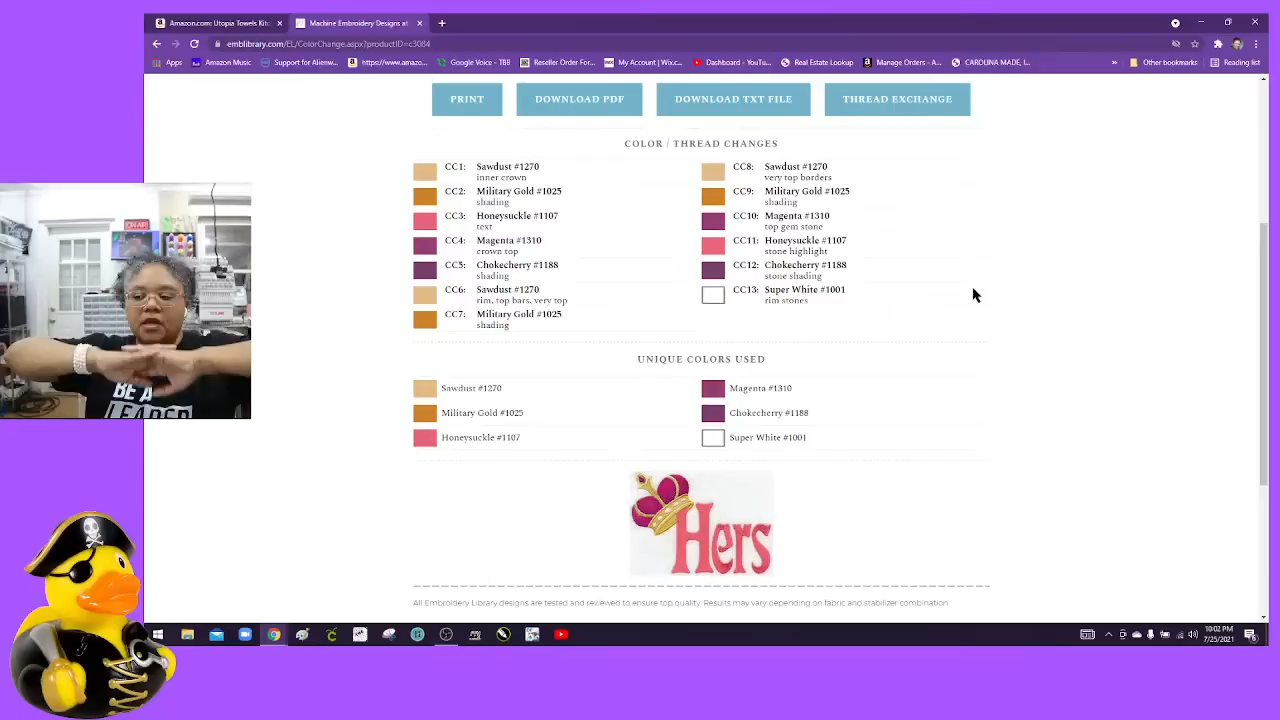 Amazon.com: Utopia Towels Kitc
Machine Embroidery Designs at
emblibrary.com/EL/ColorChange.aspx?productID=c3084
Apps
Amazon Music
Support for Alienw...
https://www.amazo...
Google Voice - TBB
Reseller Order For...
My Account | Wix.c...
Dashboard - YouTu...
Real Estate Lookup
Manage Orders - A...
CAROLINA MADE, I...
Other bookmarks
Reading list
PRINT
DOWNLOAD PDF
DOWNLOAD TXT FILE
THREAD EXCHANGE
COLOR / THREAD CHANGES
CC1: Sawdust #1270
inner crown
CC2: Military Gold #1025
shading
CC3: Honeysuckle #1107
text
CC4: Magenta #1310
crown top
CC5: Chokecherry #1188
shading
CC6: Sawdust #1270
rim, top bars, very top
CC7: Military Gold #1025
shading
CC8: Sawdust #1270
very top borders
CC9: Military Gold #1025
shading
CC10: Magenta #1310
top gem stone
CC11: Honeysuckle #1107
stone highlight
CC12: Chokecherry #1188
stone shading
CC13: Super White #1001
rim stones
UNIQUE COLORS USED
Sawdust #1270
Military Gold #1025
Honeysuckle #1107
Magenta #1310
Chokecherry #1188
Super White #1001
Hers
All Embroidery Library designs are tested and reviewed to ensure top quality. Results may vary depending on fabric and stabilizer combination.
ON AIR
BE A
LEADER
10:02 PM
7/25/2021